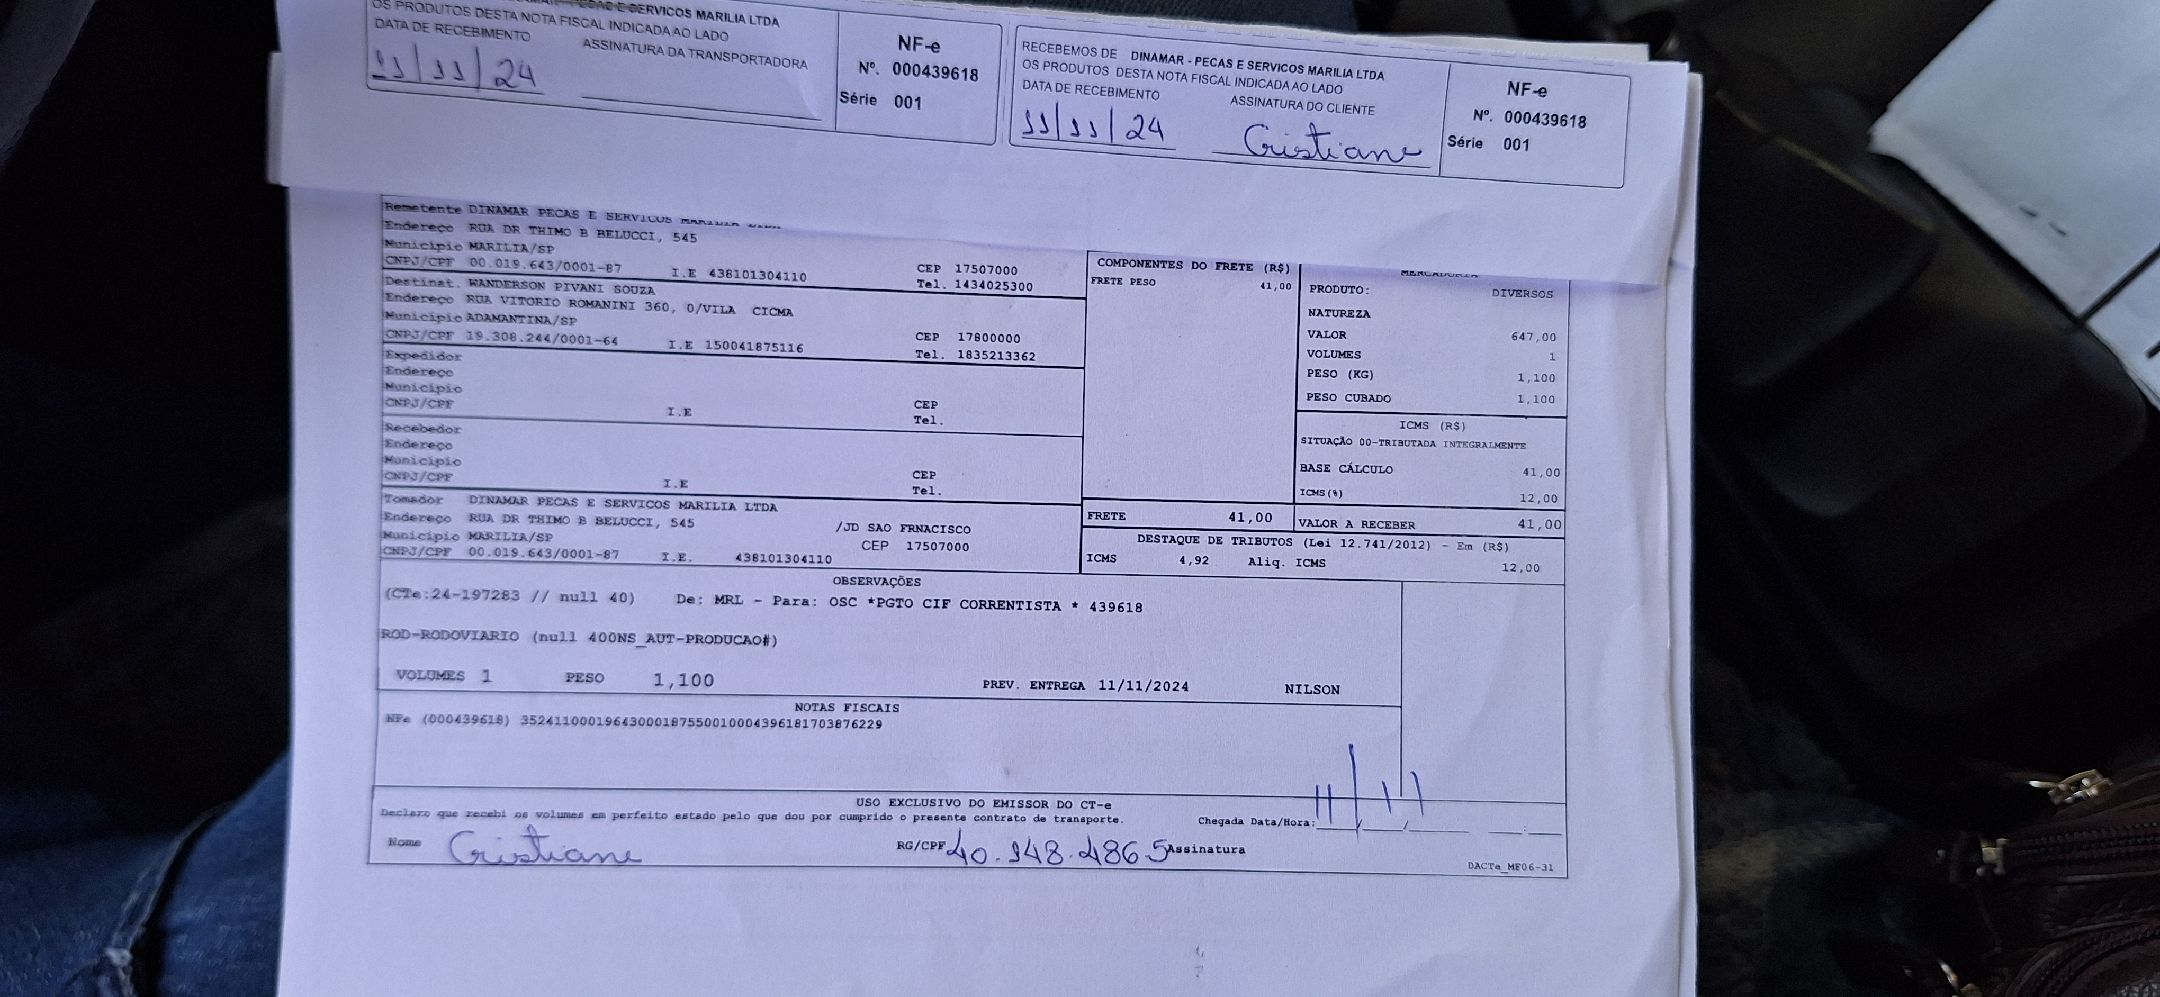 PECAS E SERVICOS MARILIA LTDA
OS PRODUTOS DESTA NOTA FISCAL INDICADA AO LADO
DATA DE RECEBIMENTO ASSINATURA DA TRANSPORTADORA
11/11/24
NF-e
Nº. 000439618
Série 001
RECEBEMOS DE DINAMAR - PECAS E SERVICOS MARILIA LTDA
OS PRODUTOS DESTA NOTA FISCAL INDICADA AO LADO
DATA DE RECEBIMENTO ASSINATURA DO CLIENTE
11/11/24 Cristiane
NF-e
Nº. 000439618
Série 001
Remetente DINAMAR PECAS E SERVICOS MARILIA
Endereço RUA DR THIMO B BELUCCI, 545
Município MARILIA/SP
CNPJ/CPF 00.019.643/0001-87 I.E 438101304110 CEP 17507000
Tel. 1434025300
Destinat. WANDERSON PIVANI SOUZA
Endereço RUA VITORIO ROMANINI 360, 0/VILA CICMA
Município ADAMANTINA/SP
CNPJ/CPF 19.308.244/0001-64 I.E 150041875116 CEP 17800000
Tel. 1835213362
Expedidor
Endereço
Município
CNPJ/CPF I.E CEP
Tel.
Recebedor
Endereço
Município
CNPJ/CPF I.E CEP
Tel.
Tomador DINAMAR PECAS E SERVICOS MARILIA LTDA
Endereço RUA DR THIMO B BELUCCI, 545 /JD SAO FRNACISCO
Município MARILIA/SP CEP 17507000
CNPJ/CPF 00.019.643/0001-87 I.E. 438101304110
COMPONENTES DO FRETE (R$)
FRETE PESO 41,00
FRETE 41,00
MERCADORIA
PRODUTO: DIVERSOS
NATUREZA
VALOR 647,00
VOLUMES 1
PESO (KG) 1,100
PESO CUBADO 1,100
ICMS (R$)
SITUAÇÃO 00-TRIBUTADA INTEGRALMENTE
BASE CÁLCULO 41,00
ICMS(%) 12,00
VALOR A RECEBER 41,00
DESTAQUE DE TRIBUTOS (Lei 12.741/2012) - Em (R$)
ICMS 4,92 Aliq. ICMS 12,00
OBSERVAÇÕES
(CTe:24-197283 // null 40) De: MRL - Para: OSC *PGTO CIF CORRENTISTA * 439618
ROD-RODOVIARIO (null 400NS_AUT-PRODUCAO#)
VOLUMES 1 PESO 1,100 PREV. ENTREGA 11/11/2024 NILSON
NOTAS FISCAIS
NFe (000439618) 35241100019643000187550010004396181703876229
USO EXCLUSIVO DO EMISSOR DO CT-e
Declaro que recebi os volumes em perfeito estado pelo que dou por cumprido o presente contrato de transporte. Chegada Data/Hora: 11/11
Nome Cristiane RG/CPF 40.148.4865 Assinatura
DACTe_MF06-31